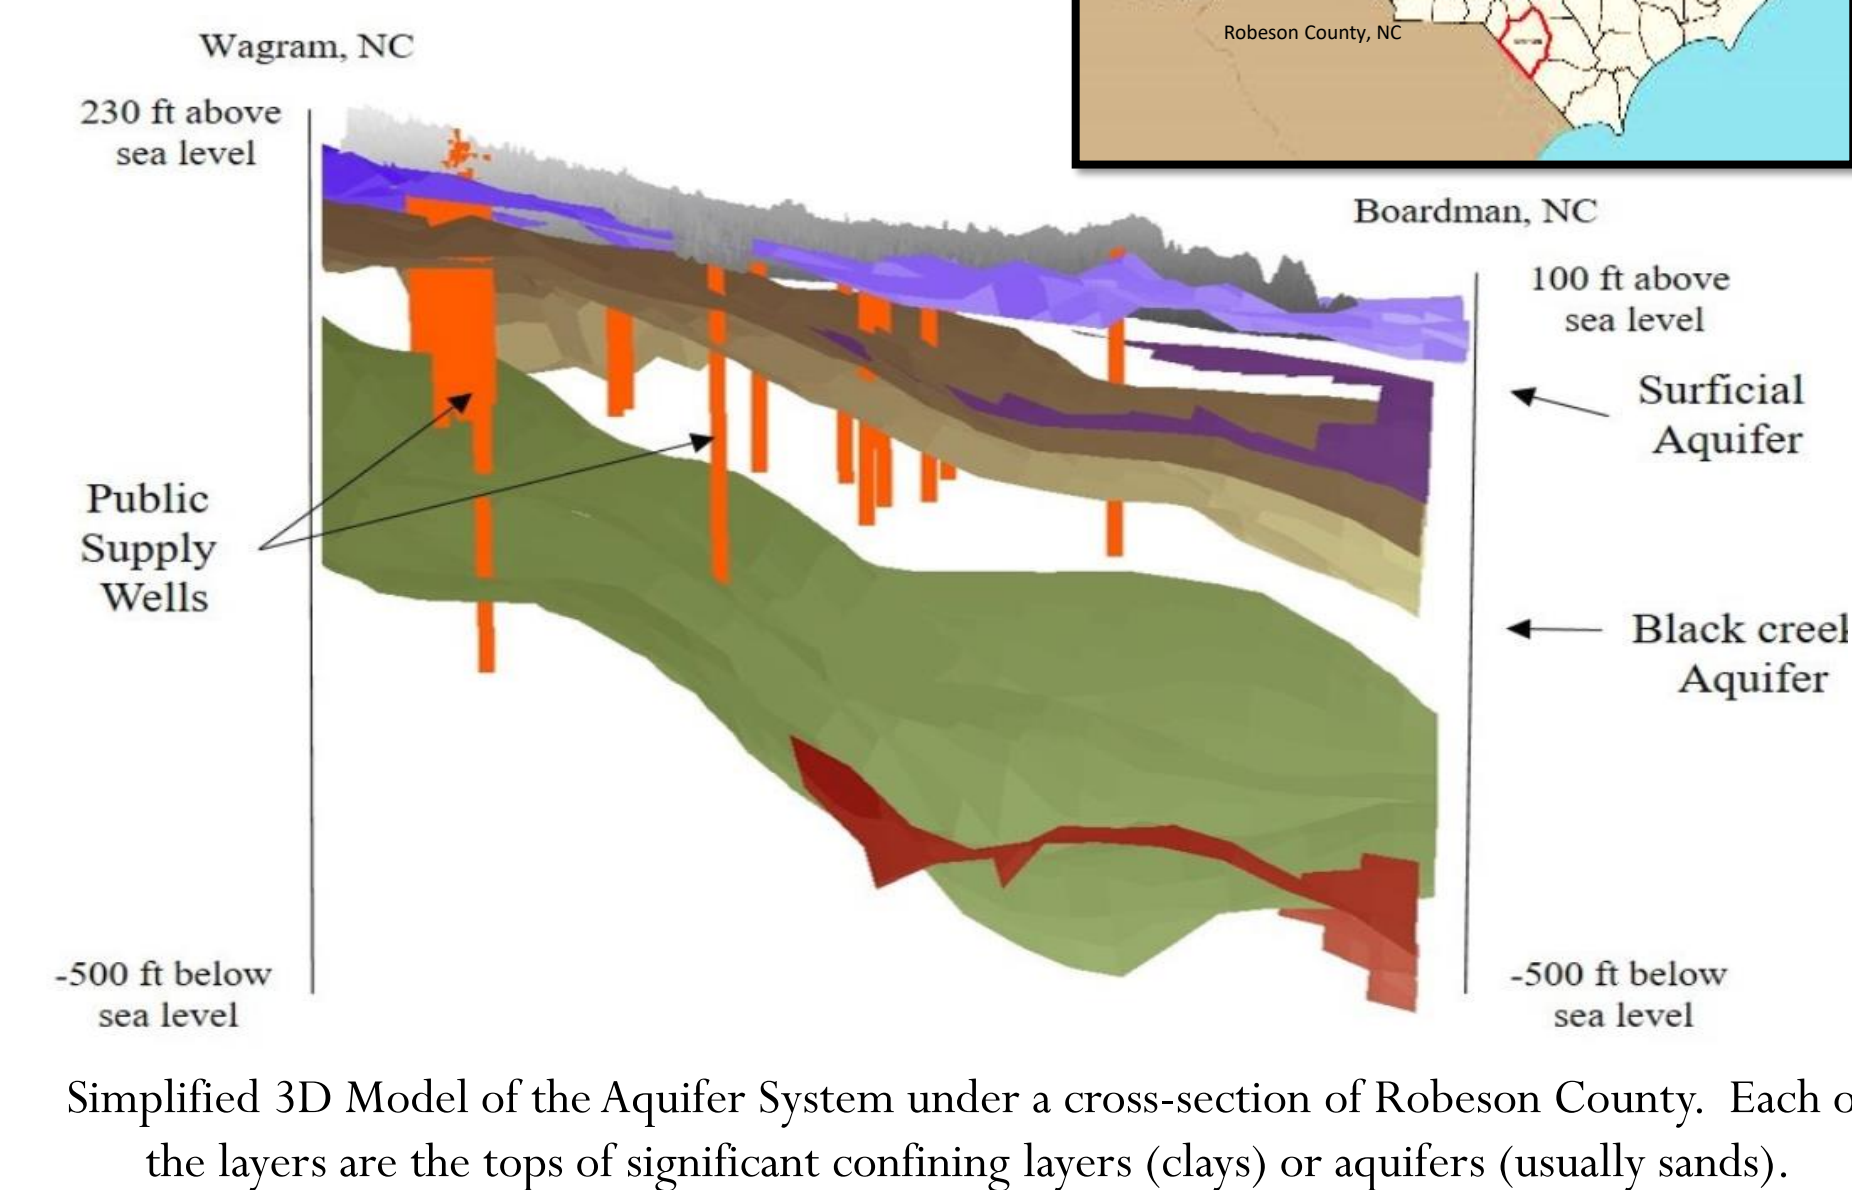 Robeson County, NC
Wagram, NC
230 ft above
sea level
Boardman, NC
100 ft above
sea level
Surficial
Aquifer
Public
Supply
Wells
Black
Aquifer
-500 ft below
sea level
-500 ft below
sea level
Simplified 3D Model of the Aquifer System under a cross-section of Robeson County. Each
the layers are the tops of significant confining layers (clays) or aquifers (usually sands).